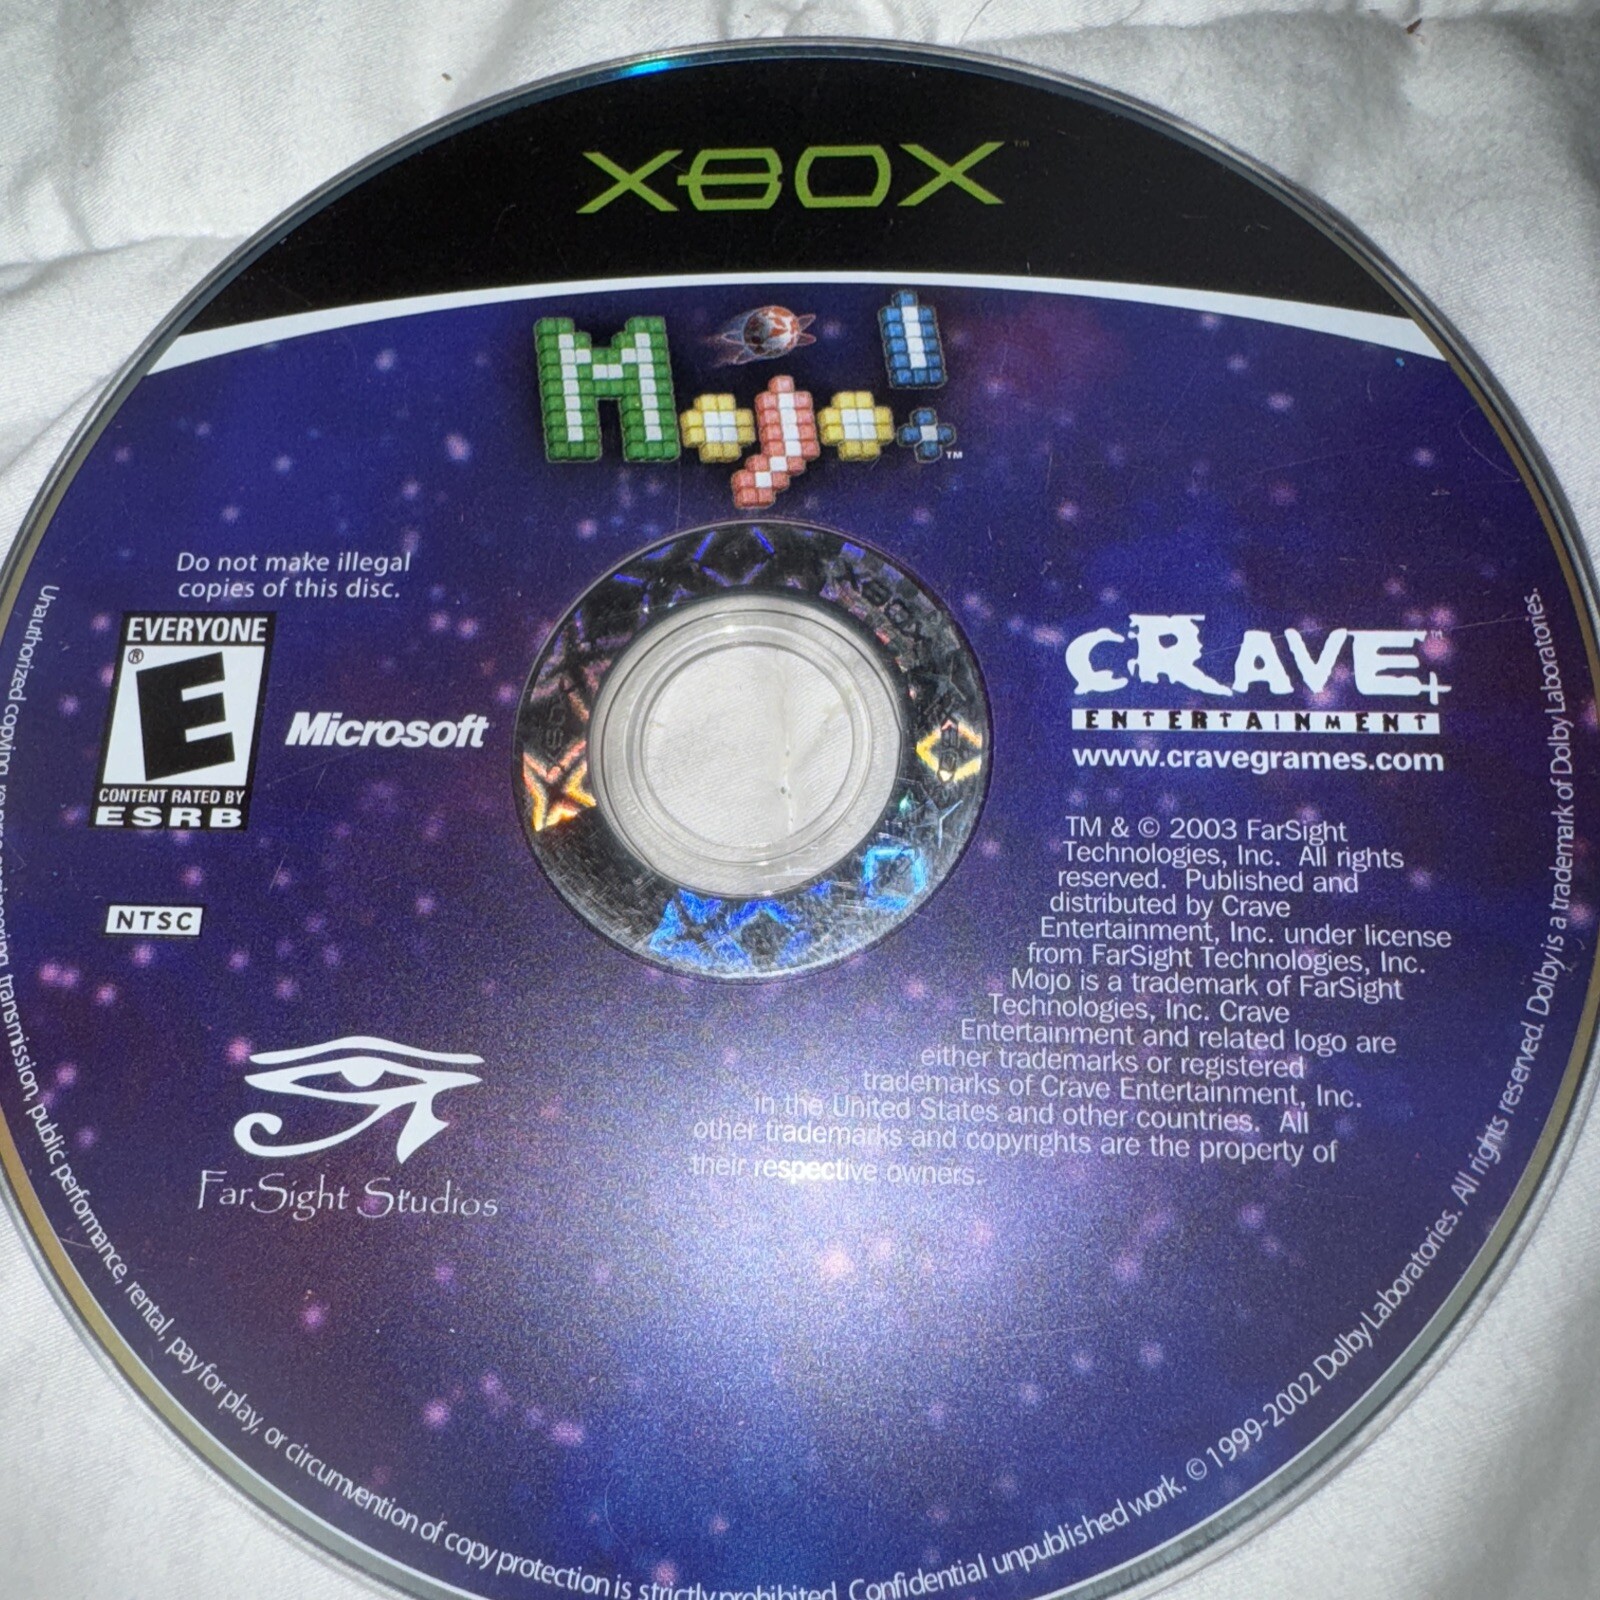 XBOX™
Mojo!™
Do not make illegal
copies of this disc.
EVERYONE
E®
CONTENT RATED BY
ESRB
Microsoft
NTSC
FarSight Studios
XBOX
CRAVE™
ENTERTAINMENT
www.cravegrames.com
TM & © 2003 FarSight
Technologies, Inc. All rights
reserved. Published and
distributed by Crave
Entertainment, Inc. under license
from FarSight Technologies, Inc.
Mojo is a trademark of FarSight
Technologies, Inc. Crave
Entertainment and related logo are
either trademarks or registered
trademarks of Crave Entertainment, Inc.
in the United States and other countries. All
other trademarks and copyrights are the property of
their respective owners.
Unauthorized copying, transmission, public performance, rental, pay for play, or circumvention of copy protection is strictly prohibited. Confidential unpublished work. © 1999-2002 Dolby Laboratories. All rights reserved. Dolby is a trademark of Dolby Laboratories.